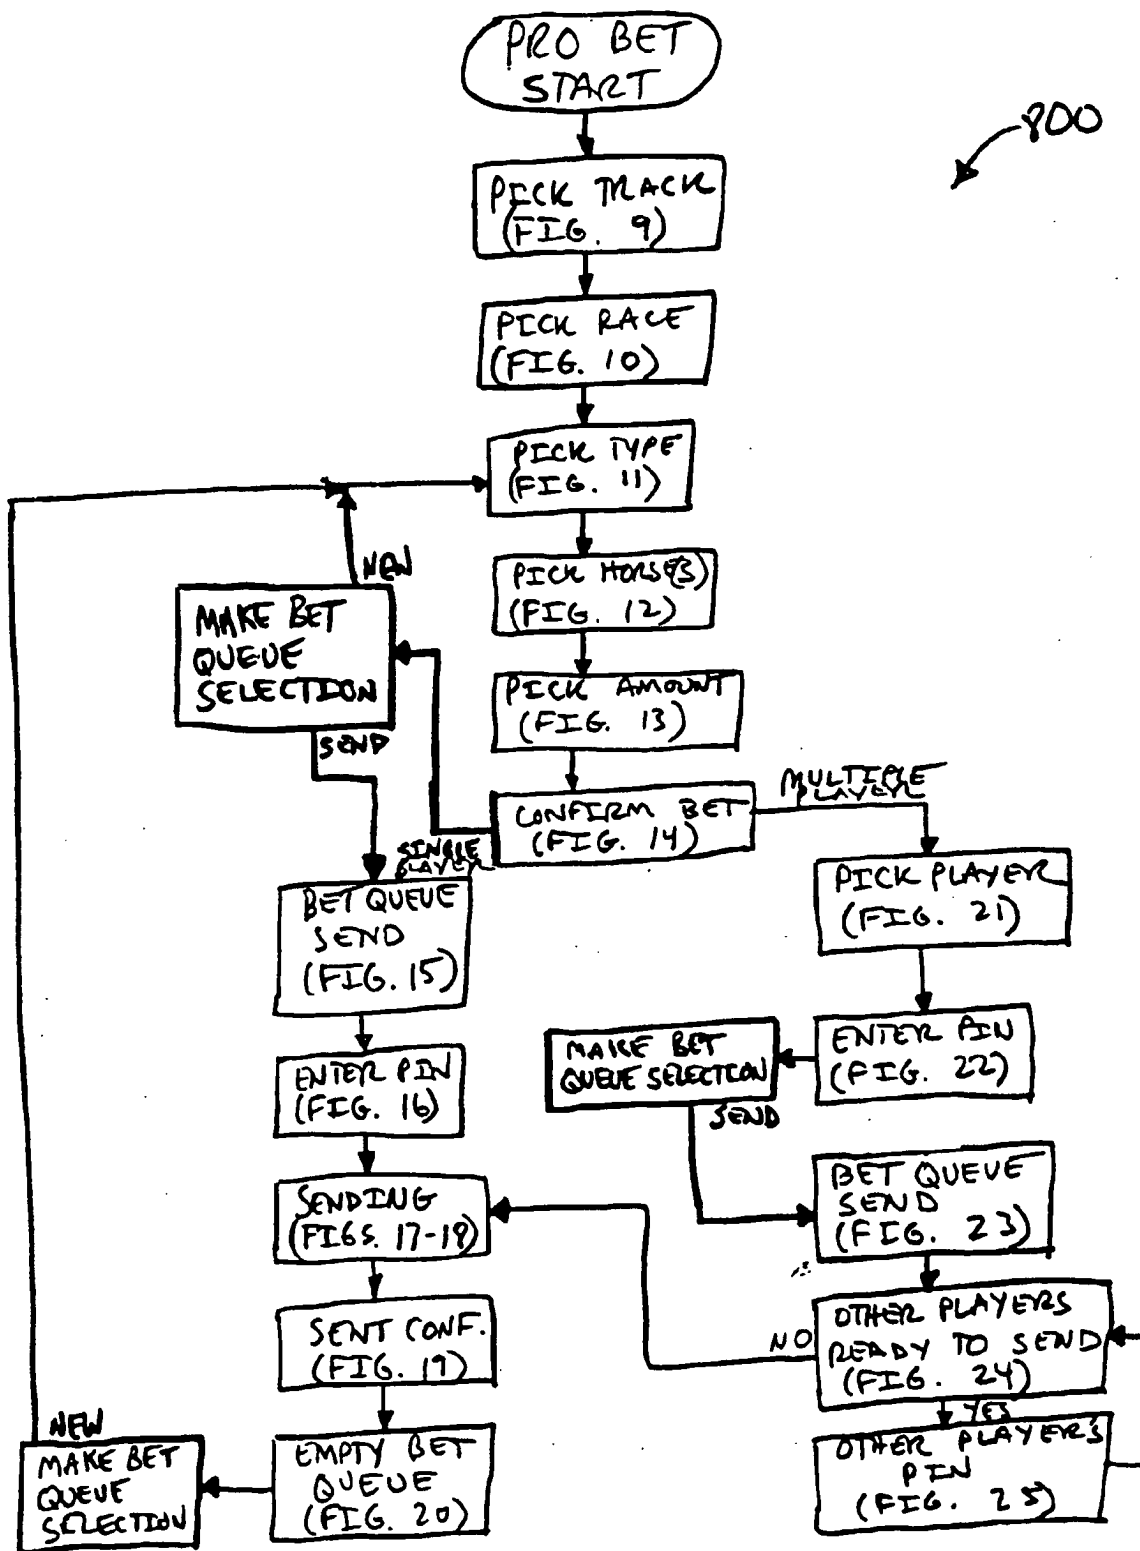 PRO BET
START
800
PICK TRACK
(FIG. 9)
PICK RACE
(FIG. 10)
PICK TYPE
(FIG. 11)
NEW
MAKE BET
QUEUE
SELECTION
SEND
PICK HORSE(S)
(FIG. 12)
PICK AMOUNT
(FIG. 13)
CONFIRM BET
(FIG. 14)
MULTIPLE
PLAYER
SINGLE
PLAYER
BET QUEUE
SEND
(FIG. 15)
PICK PLAYER
(FIG. 21)
ENTER PIN
(FIG. 16)
MAKE BET
QUEUE SELECTION
SEND
ENTER PIN
(FIG. 22)
SENDING
(FIGS. 17-18)
BET QUEUE
SEND
(FIG. 23)
SENT CONF.
(FIG. 19)
NO
OTHER PLAYERS
READY TO SEND
(FIG. 24)
YES
NEW
MAKE BET
QUEUE
SELECTION
EMPTY BET
QUEUE
(FIG. 20)
OTHER PLAYER'S
PIN
(FIG. 25)